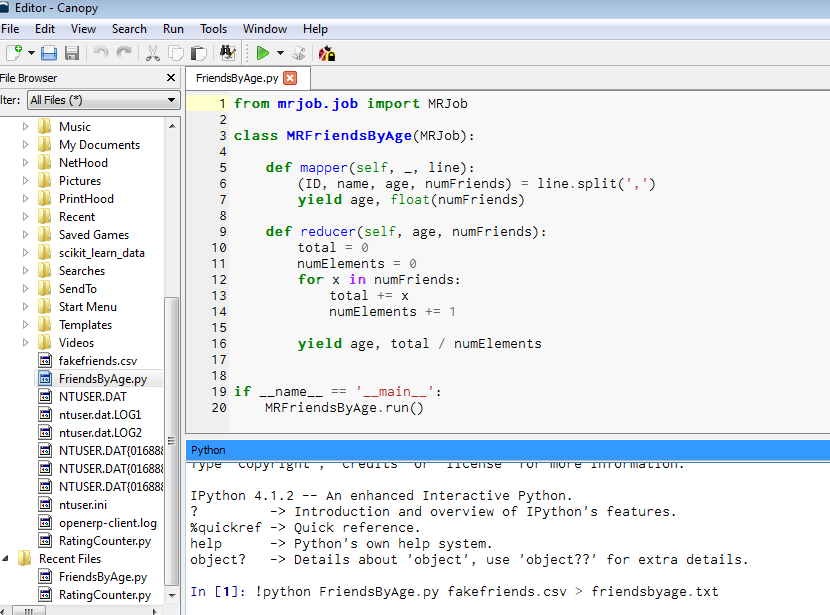 Editor - Canopy
File Edit View Search Run Tools Window Help
File Browser
FriendsByAge.py
lter: All Files (*)
Music
My Documents
NetHood
Pictures
PrintHood
Recent
Saved Games
scikit_learn_data
Searches
SendTo
Start Menu
Templates
Videos
fakefriends.csv
FriendsByAge.py
NTUSER.DAT
ntuser.dat.LOG1
ntuser.dat.LOG2
NTUSER.DAT{016888
NTUSER.DAT{016888
NTUSER.DAT{016888
ntuser.ini
openerp-client.log
RatingCounter.py
Recent Files
FriendsByAge.py
RatingCounter.py
1 from mrjob.job import MRJob
2
3 class MRFriendsByAge(MRJob):
4
5     def mapper(self, _, line):
6         (ID, name, age, numFriends) = line.split(',')
7         yield age, float(numFriends)
8
9     def reducer(self, age, numFriends):
10         total = 0
11         numElements = 0
12         for x in numFriends:
13             total += x
14             numElements += 1
15
16         yield age, total / numElements
17
18
19 if __name__ == '__main__':
20     MRFriendsByAge.run()
Python
Type "copyright", "credits" or "license" for more information.
IPython 4.1.2 -- An enhanced Interactive Python.
?         -> Introduction and overview of IPython's features.
%quickref -> Quick reference.
help      -> Python's own help system.
object?   -> Details about 'object', use 'object??' for extra details.
In [1]: !python FriendsByAge.py fakefriends.csv > friendsbyage.txt